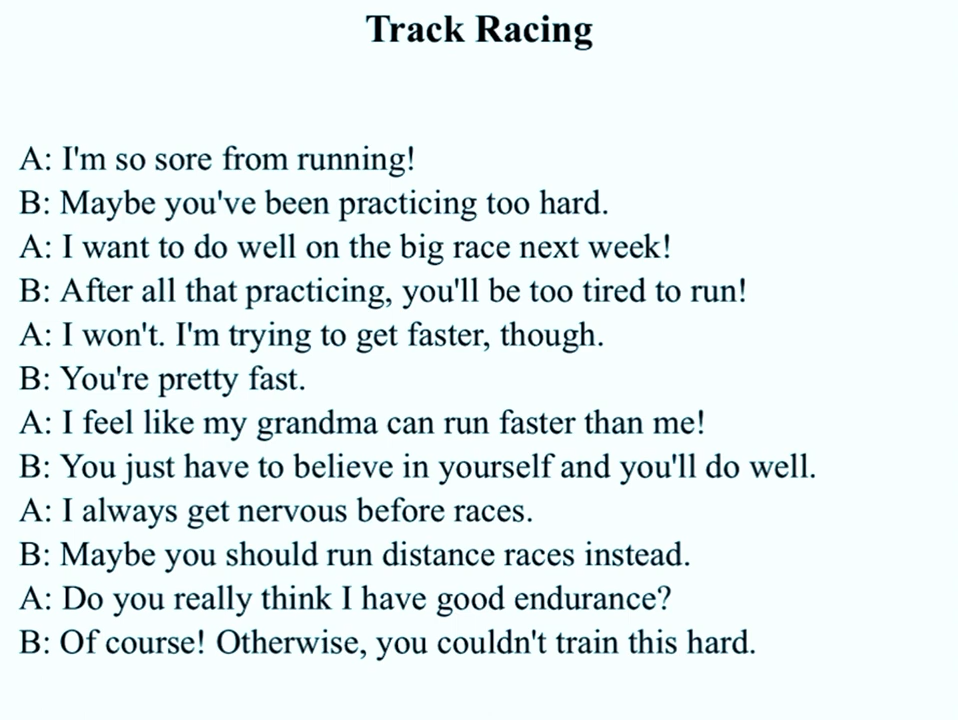 Track Racing
A: I'm so sore from running!
B: Maybe you've been practicing too hard.
A: I want to do well on the big race next week!
B: After all that practicing, you'll be too tired to run!
A: I won't. I'm trying to get faster, though.
B: You're pretty fast.
A: I feel like my grandma can run faster than me!
B: You just have to believe in yourself and you'll do well.
A: I always get nervous before races.
B: Maybe you should run distance races instead.
A: Do you really think I have good endurance?
B: Of course! Otherwise, you couldn't train this hard.